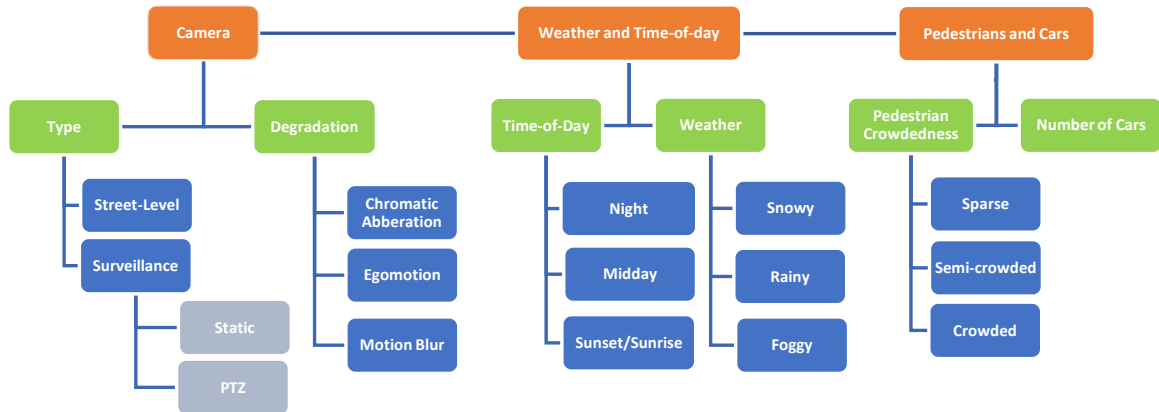 Camera
Weather and Time-of-day
Pedestrians and Cars
Type
Degradation
Time-of-Day
Weather
Pedestrian
Crowdedness
Number of Cars
Street-Level
Surveillance
Static
PTZ
Chromatic
Abberation
Egomotion
Motion Blur
Night
Midday
Sunset/Sunrise
Snowy
Rainy
Foggy
Sparse
Semi-crowded
Crowded